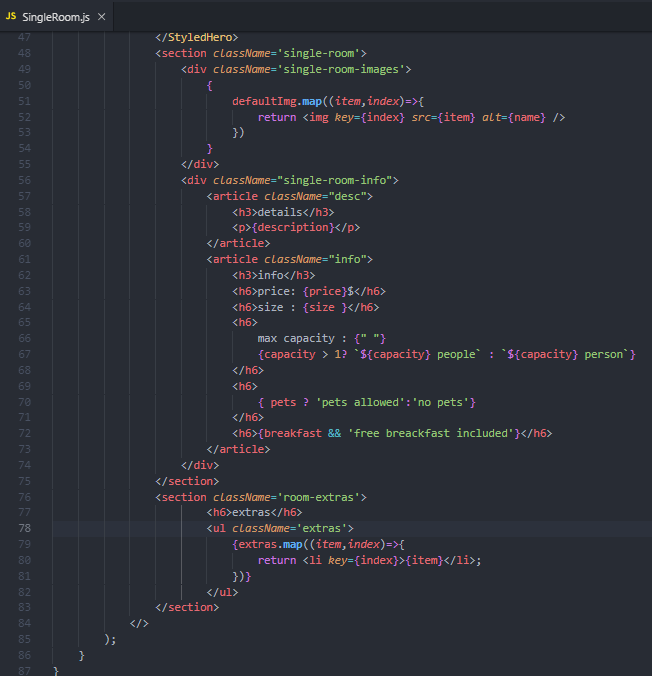 JS SingleRoom.js ×
47 </StyledHero>
48 <section className='single-room'>
49 <div className='single-room-images'>
50 {
51 defaultImg.map((item,index)=>{
52 return <img key={index} src={item} alt={name} />
53 })
54 }
55 </div>
56 <div className="single-room-info">
57 <article className="desc">
58 <h3>details</h3>
59 <p>{description}</p>
60 </article>
61 <article className="info">
62 <h3>info</h3>
63 <h6>price: {price}$</h6>
64 <h6>size : {size }</h6>
65 <h6>
66 max capacity : {" "}
67 {capacity > 1? `${capacity} people` : `${capacity} person`}
68 </h6>
69 <h6>
70 { pets ? 'pets allowed':'no pets'}
71 </h6>
72 <h6>{breakfast && 'free breackfast included'}</h6>
73 </article>
74 </div>
75 </section>
76 <section className='room-extras'>
77 <h6>extras</h6>
78 <ul className='extras'>
79 {extras.map((item,index)=>{
80 return <li key={index}>{item}</li>;
81 })}
82 </ul>
83 </section>
84 </>
85 );
86 }
87 }